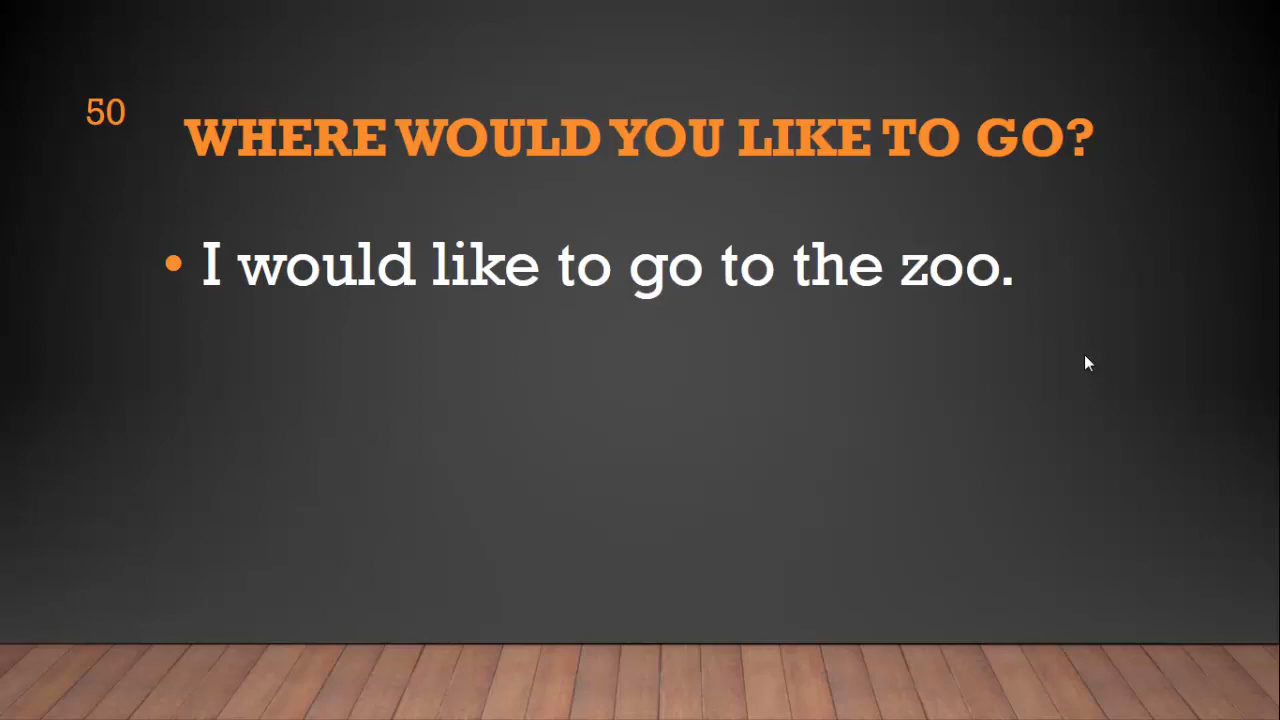 50
WHERE WOULD YOU LIKE TO GO?
• I would like to go to the zoo.